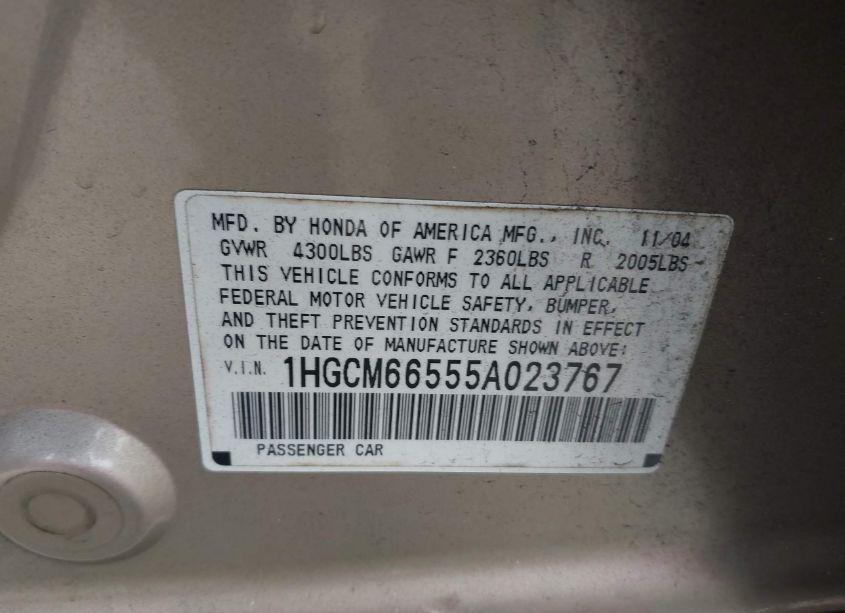 MFD. BY HONDA OF AMERICA MFG., INC. 11/04
GVWR 4300LBS GAWR F 2360LBS R 2005LBS
THIS VEHICLE CONFORMS TO ALL APPLICABLE
FEDERAL MOTOR VEHICLE SAFETY, BUMPER,
AND THEFT PREVENTION STANDARDS IN EFFECT
ON THE DATE OF MANUFACTURE SHOWN ABOVE:
V.I.N. 1HGCM66555A023767
PASSENGER CAR